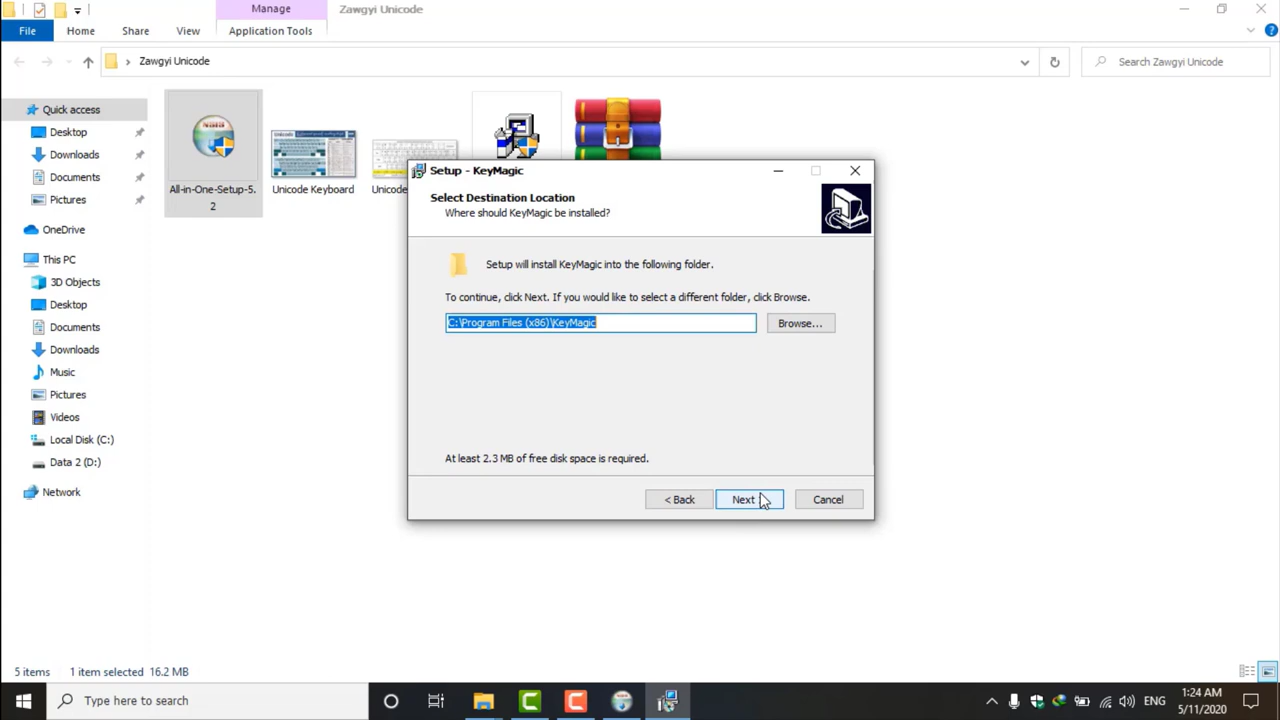 Manage
Zawgyi Unicode
File
Home
Share
View
Application Tools
Zawgyi Unicode
Search Zawgyi Unicode
Quick access
Desktop
Downloads
Documents
Pictures
OneDrive
This PC
3D Objects
Desktop
Documents
Downloads
Music
Pictures
Videos
Local Disk (C:)
Data 2 (D:)
Network
All-in-One-Setup-5.
2
Unicode Keyboard
Unicode
Setup - KeyMagic
Select Destination Location
Where should KeyMagic be installed?
Setup will install KeyMagic into the following folder.
To continue, click Next. If you would like to select a different folder, click Browse.
C:\Program Files (x86)\KeyMagic
Browse...
At least 2.3 MB of free disk space is required.
< Back
Next
Cancel
5 items
1 item selected 16.2 MB
Type here to search
ENG
1:24 AM
5/11/2020